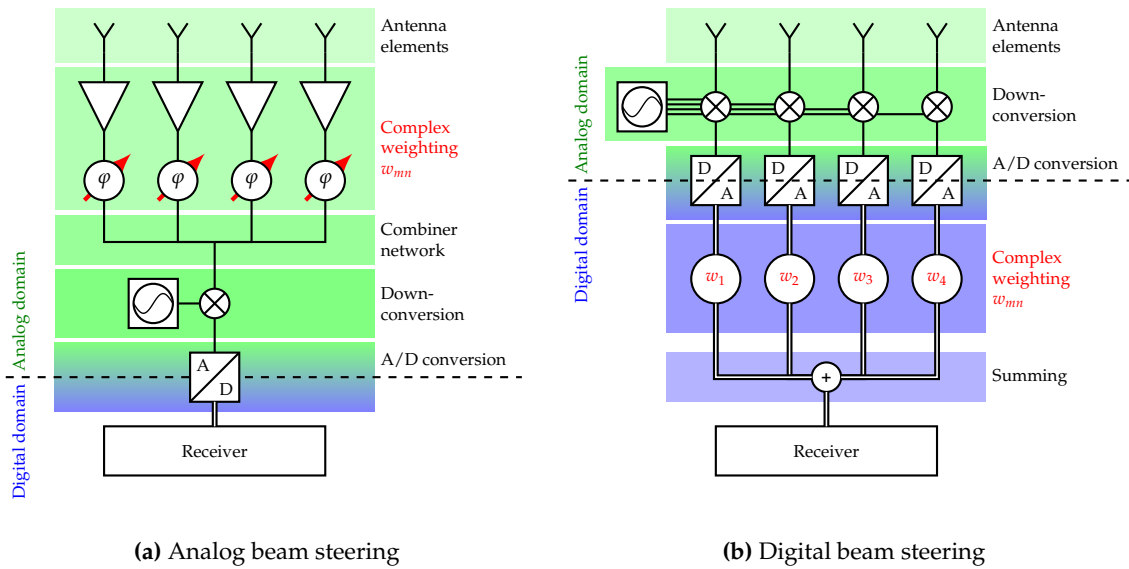 Antenna
elements
Complex
weighting
w_mn
φ φ φ φ
Combiner
network
Down-
conversion
A/D conversion
A
D
Receiver
Analog domain
Digital domain
(a) Analog beam steering
Antenna
elements
Down-
conversion
A/D conversion
D D D D
A A A A
Complex
weighting
w_mn
w_1 w_2 w_3 w_4
Summing
+
Receiver
Analog domain
Digital domain
(b) Digital beam steering